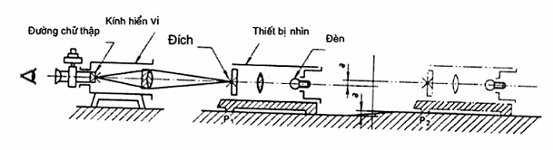 Đường chữ thập
Kính hiển vi
Đích
Thiết bị nhìn
Đèn
a
a
P₁
P₂